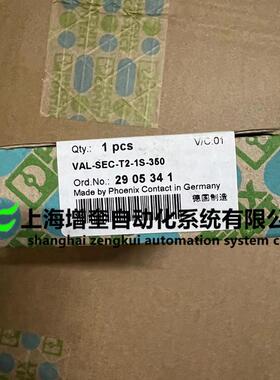 Qty.: 1 pcs
V/C.01
VAL-SEC-T2-1S-350
Ord.No.: 29 05 34 1
Made by Phoenix Contact in Germany
德国制造
上海增奎自动化系统有限公司
shanghai zengkui automation system co